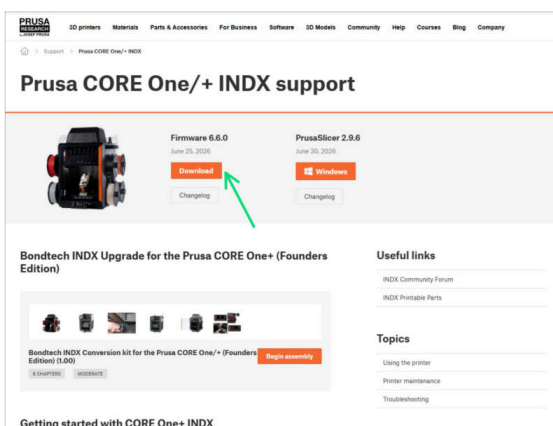 PRUSA
RESEARCH
by JOSEF PRUSA
3D printers Materials Parts & Accessories For Business Software 3D Models Community Help Courses Blog Company
Support Prusa CORE One/+ INDX
Prusa CORE One/+ INDX support
Firmware 6.6.0
June 25, 2026
Download
Changelog
PrusaSlicer 2.9.6
June 30, 2026
Windows
Changelog
Bondtech INDX Upgrade for the Prusa CORE One+ (Founders
Edition)
Bondtech INDX Conversion kit for the Prusa CORE One/+ (Founders
Edition) (1.00)
Begin assembly
8 CHAPTERS MODERATE
Getting started with CORE One+ INDX
Useful links
INDX Community Forum
INDX Printable Parts
Topics
Using the printer
Printer maintenance
Troubleshooting